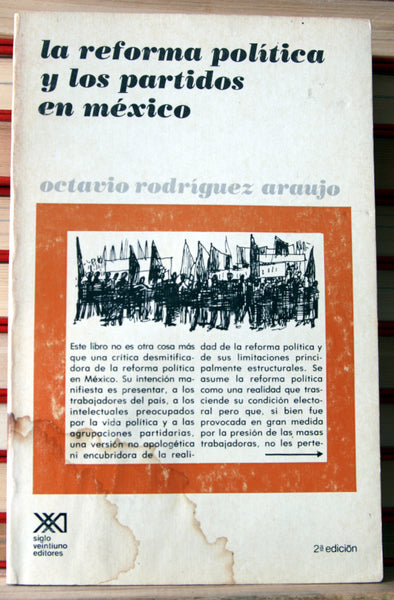 la reforma política
y los partidos
en méxico
octavio rodríguez araujo
Este libro no es otra cosa más
que una crítica desmitifica-
dora de la reforma política
en México. Su intención ma-
nifiesta es presentar, a los
trabajadores del país, a los
intelectuales preocupados
por la vida política y a las
agrupaciones partidarias,
una versión no apologética
ni encubridora de la reali-
dad de la reforma política y
de sus limitaciones princi-
palmente estructurales. Se
asume la reforma política
como una realidad que tras-
ciende su condición electo-
ral pero que, si bien fue
provocada en gran medida
por la presión de las masas
trabajadoras, no les perte-
siglo
veintiuno
editores
2ª edición